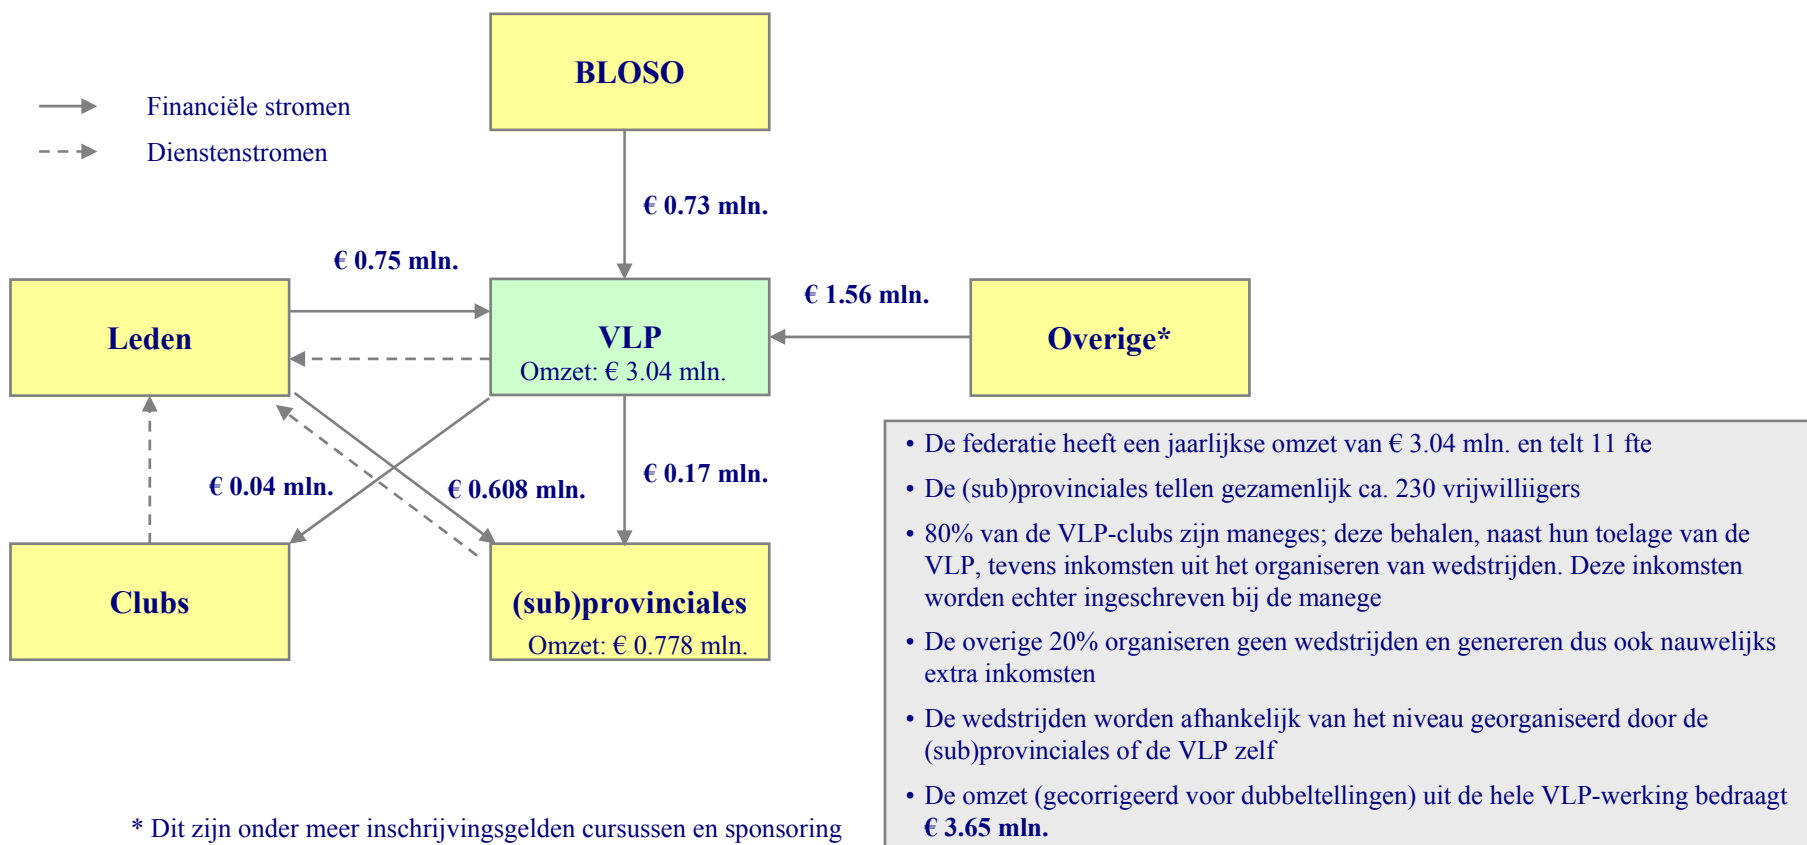 BLOSO
Financiële stromen
Dienstenstromen
€ 0.73 mln.
€ 0.75 mln.
€ 1.56 mln.
Leden
VLP
Omzet: € 3.04 mln.
Overige*
€ 0.04 mln.
€ 0.608 mln.
€ 0.17 mln.
Clubs
(sub)provinciales
Omzet: € 0.778 mln.
• De federatie heeft een jaarlijkse omzet van € 3.04 mln. en telt 11 fte
• De (sub)provinciales tellen gezamenlijk ca. 230 vrijwilliigers
• 80% van de VLP-clubs zijn maneges; deze behalen, naast hun toelage van de
VLP, tevens inkomsten uit het organiseren van wedstrijden. Deze inkomsten
worden echter ingeschreven bij de manege
• De overige 20% organiseren geen wedstrijden en genereren dus ook nauwelijks
extra inkomsten
• De wedstrijden worden afhankelijk van het niveau georganiseerd door de
(sub)provinciales of de VLP zelf
• De omzet (gecorrigeerd voor dubbeltellingen) uit de hele VLP-werking bedraagt
€ 3.65 mln.
* Dit zijn onder meer inschrijvingsgelden cursussen en sponsoring